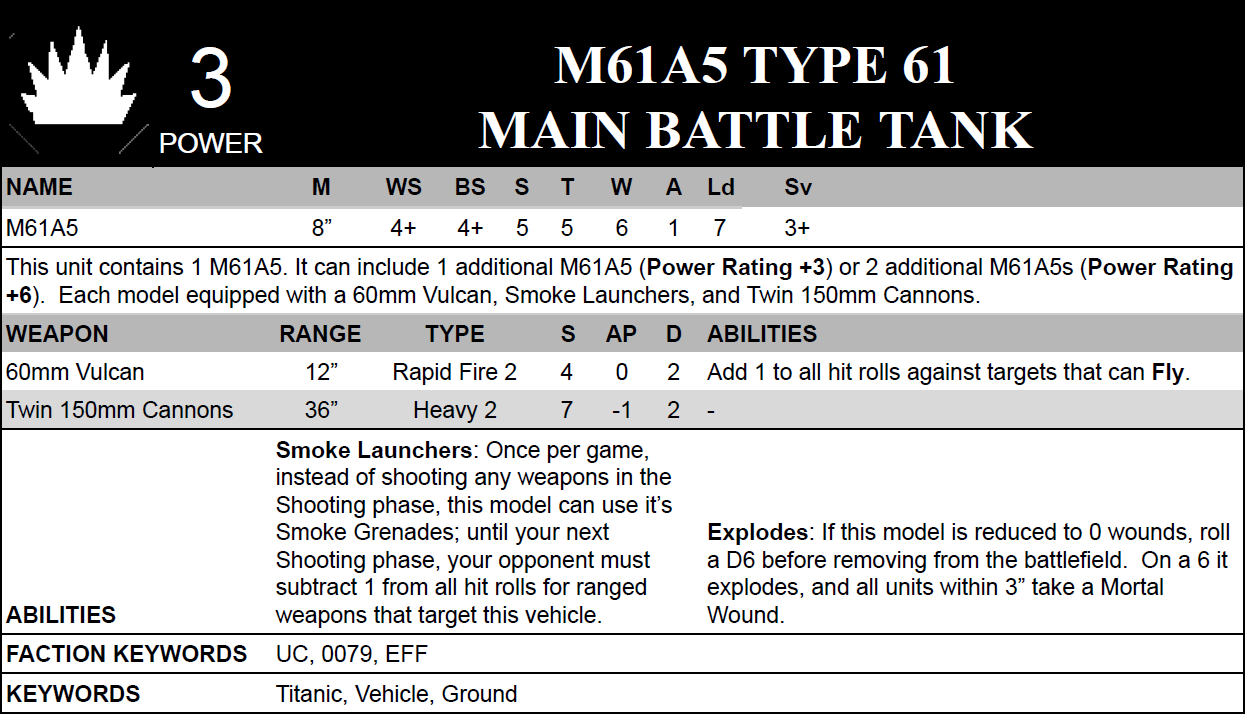 3
POWER
M61A5 TYPE 61
MAIN BATTLE TANK
NAME M WS BS S T W A Ld Sv
M61A5 8” 4+ 4+ 5 5 6 1 7 3+
This unit contains 1 M61A5. It can include 1 additional M61A5 (Power Rating +3) or 2 additional M61A5s (Power Rating
+6).  Each model equipped with a 60mm Vulcan, Smoke Launchers, and Twin 150mm Cannons.
WEAPON RANGE TYPE S AP D ABILITIES
60mm Vulcan 12” Rapid Fire 2 4 0 2 Add 1 to all hit rolls against targets that can Fly.
Twin 150mm Cannons 36” Heavy 2 7 -1 2 -
ABILITIES
Smoke Launchers: Once per game,
instead of shooting any weapons in the
Shooting phase, this model can use it’s
Smoke Grenades; until your next
Shooting phase, your opponent must
subtract 1 from all hit rolls for ranged
weapons that target this vehicle.
Explodes: If this model is reduced to 0 wounds, roll
a D6 before removing from the battlefield.  On a 6 it
explodes, and all units within 3” take a Mortal
Wound.
FACTION KEYWORDS UC, 0079, EFF
KEYWORDS Titanic, Vehicle, Ground